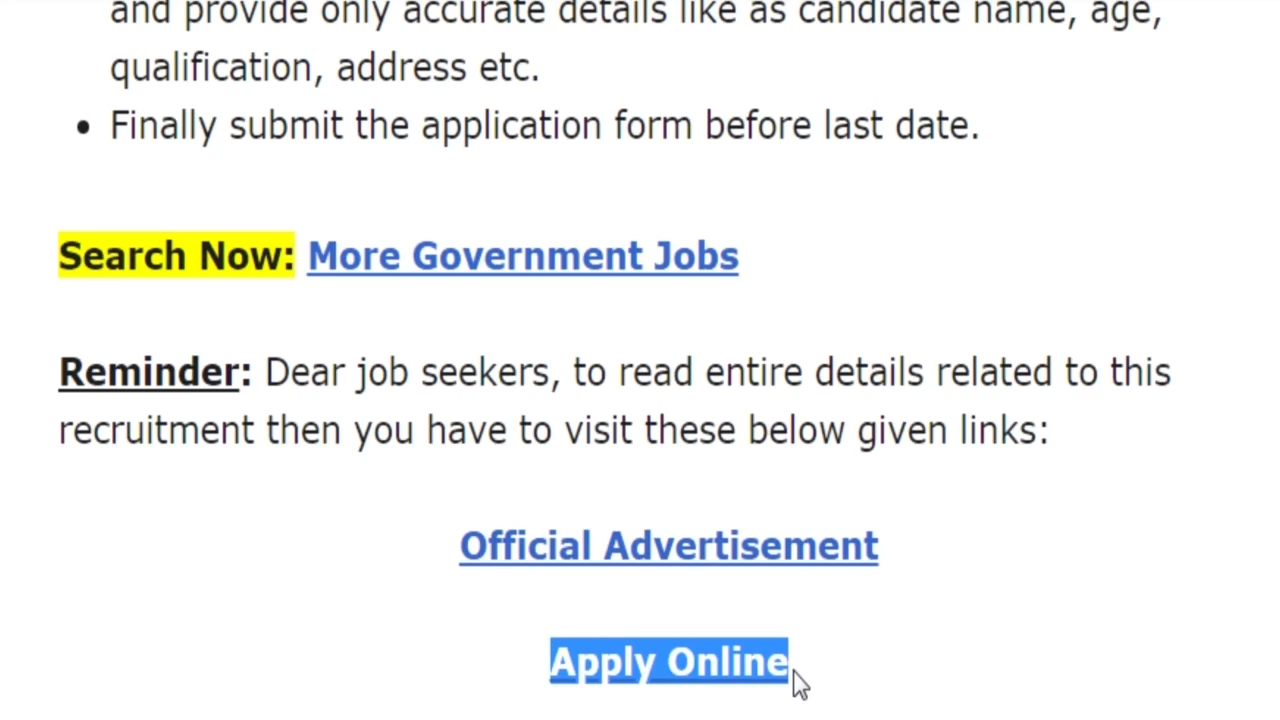 and provide only accurate details like as candidate name, age,
qualification, address etc.
• Finally submit the application form before last date.
Search Now: More Government Jobs
Reminder: Dear job seekers, to read entire details related to this
recruitment then you have to visit these below given links:
Official Advertisement
Apply Online